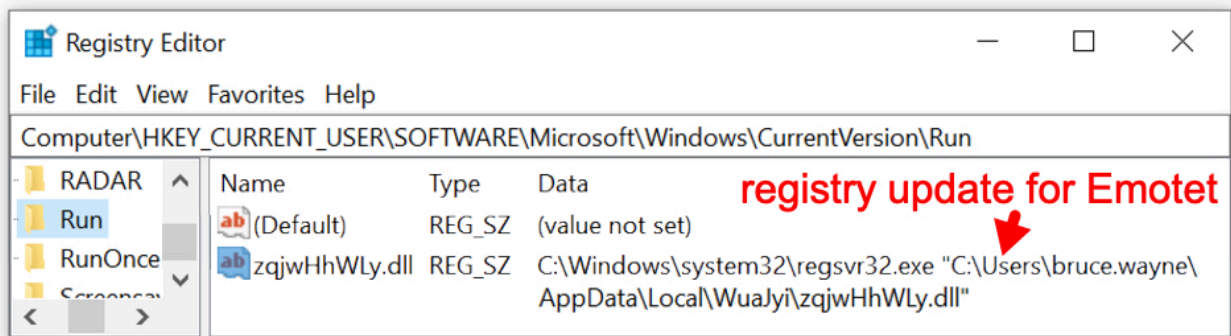 Registry Editor
File Edit View Favorites Help
Computer\HKEY_CURRENT_USER\SOFTWARE\Microsoft\Windows\CurrentVersion\Run
RADAR
Run
RunOnce
Name Type Data
registry update for Emotet
(Default) REG_SZ (value not set)
zqjwHhWLy.dll REG_SZ C:\Windows\system32\regsvr32.exe "C:\Users\bruce.wayne\
AppData\Local\WuaJyi\zqjwHhWLy.dll"